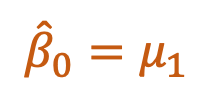 β̂₀ = μ₁